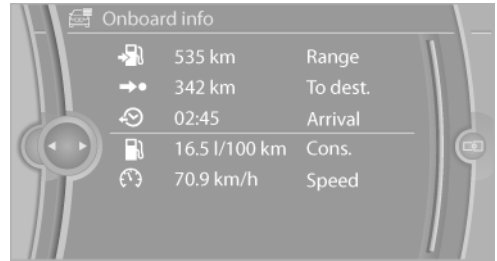 Onboard info
535 km Range
342 km To dest.
02:45 Arrival
16.5 l/100 km Cons.
70.9 km/h Speed